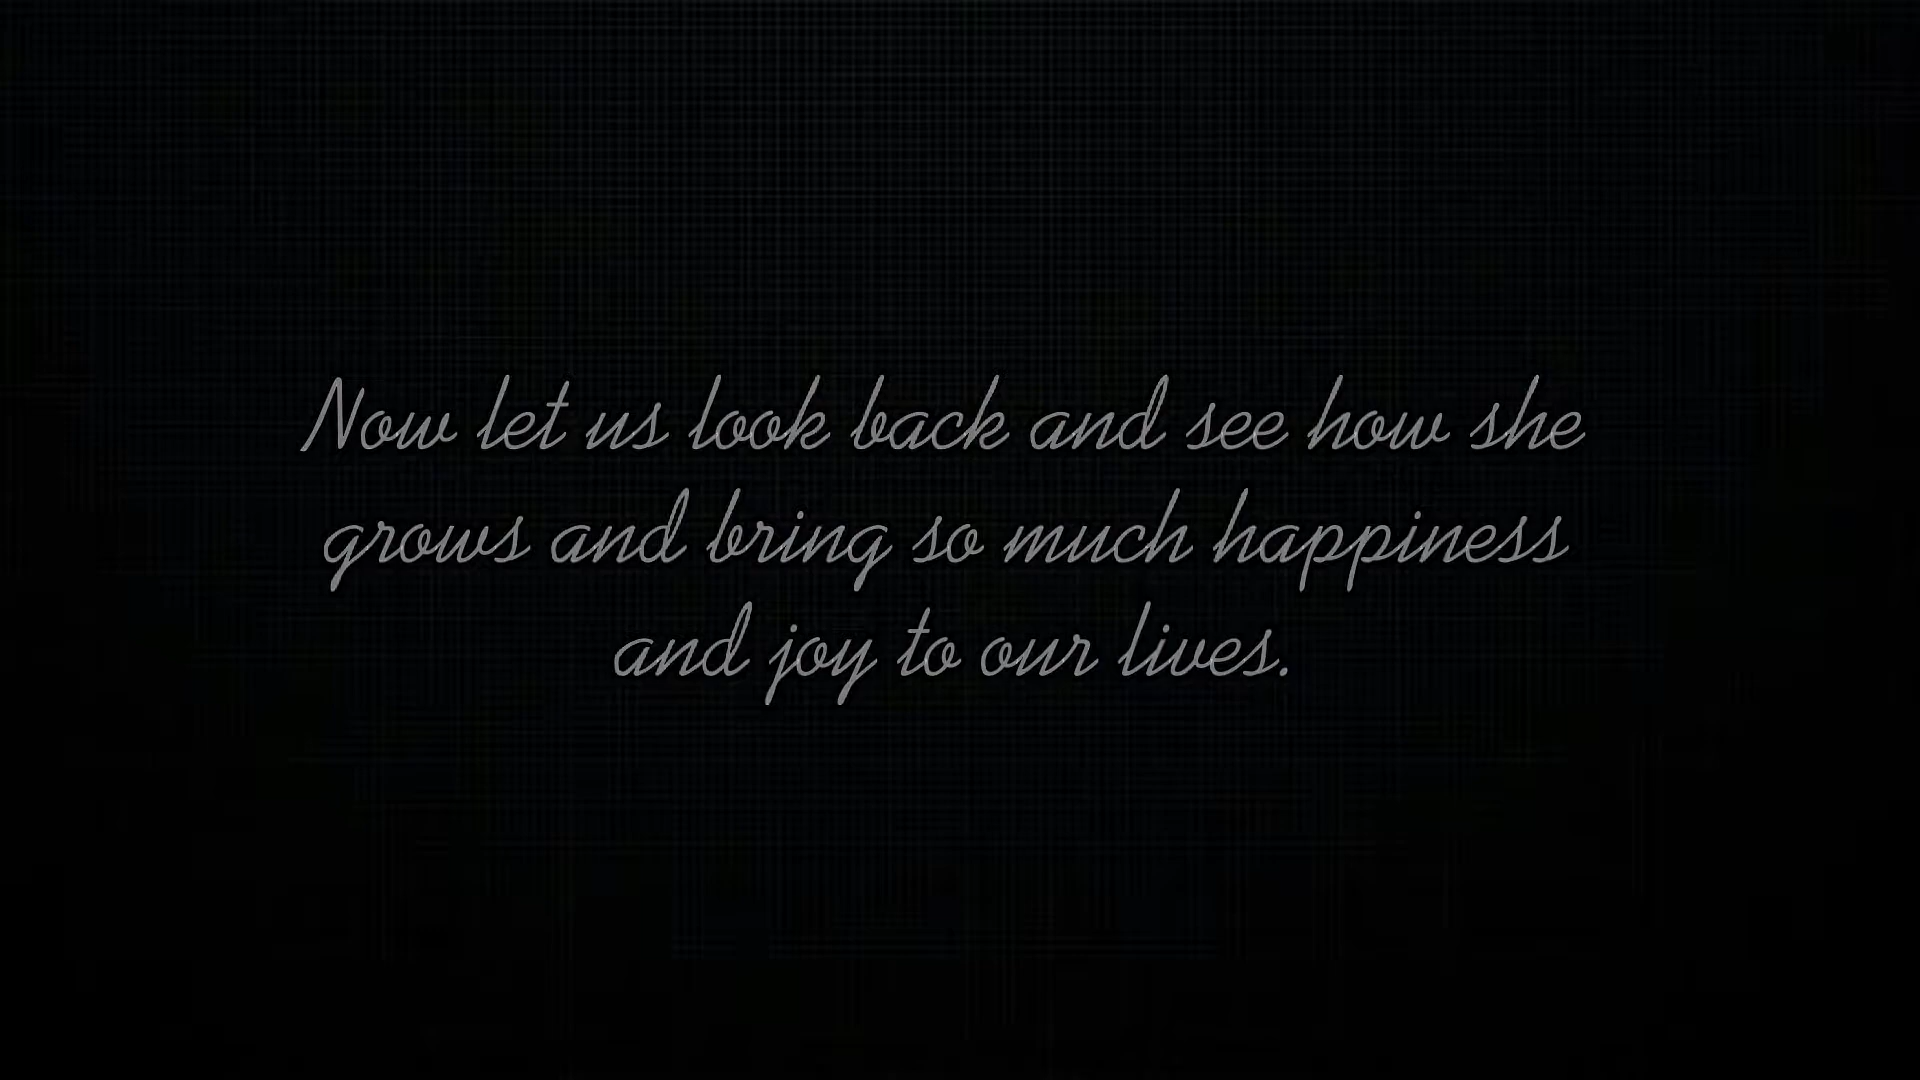 Now let us look back and see how she
grows and bring so much happiness
and joy to our lives.